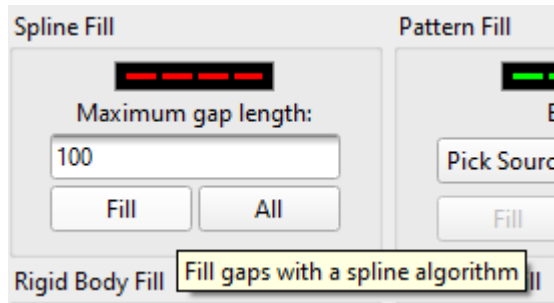 Spline Fill
Pattern Fill
Maximum gap length:
100
Pick Sourc
Fill
All
Fill
Rigid Body Fill
Fill gaps with a spline algorithm